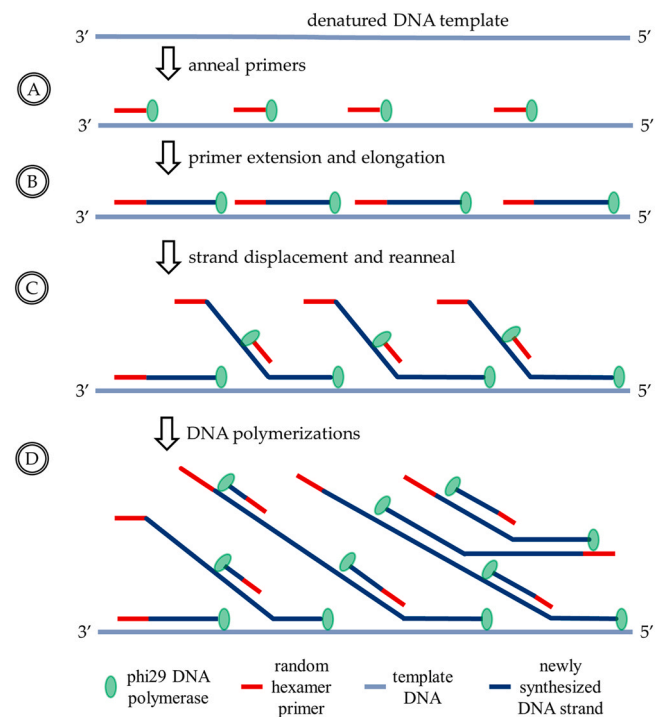 denatured DNA template
3′ 5′
anneal primers
A
3′ 5′
primer extension and elongation
B
3′ 5′
strand displacement and reanneal
C
3′ 5′
DNA polymerizations
D
3′ 5′
phi29 DNA
polymerase
random
hexamer
primer
template
DNA
newly
synthesized
DNA strand